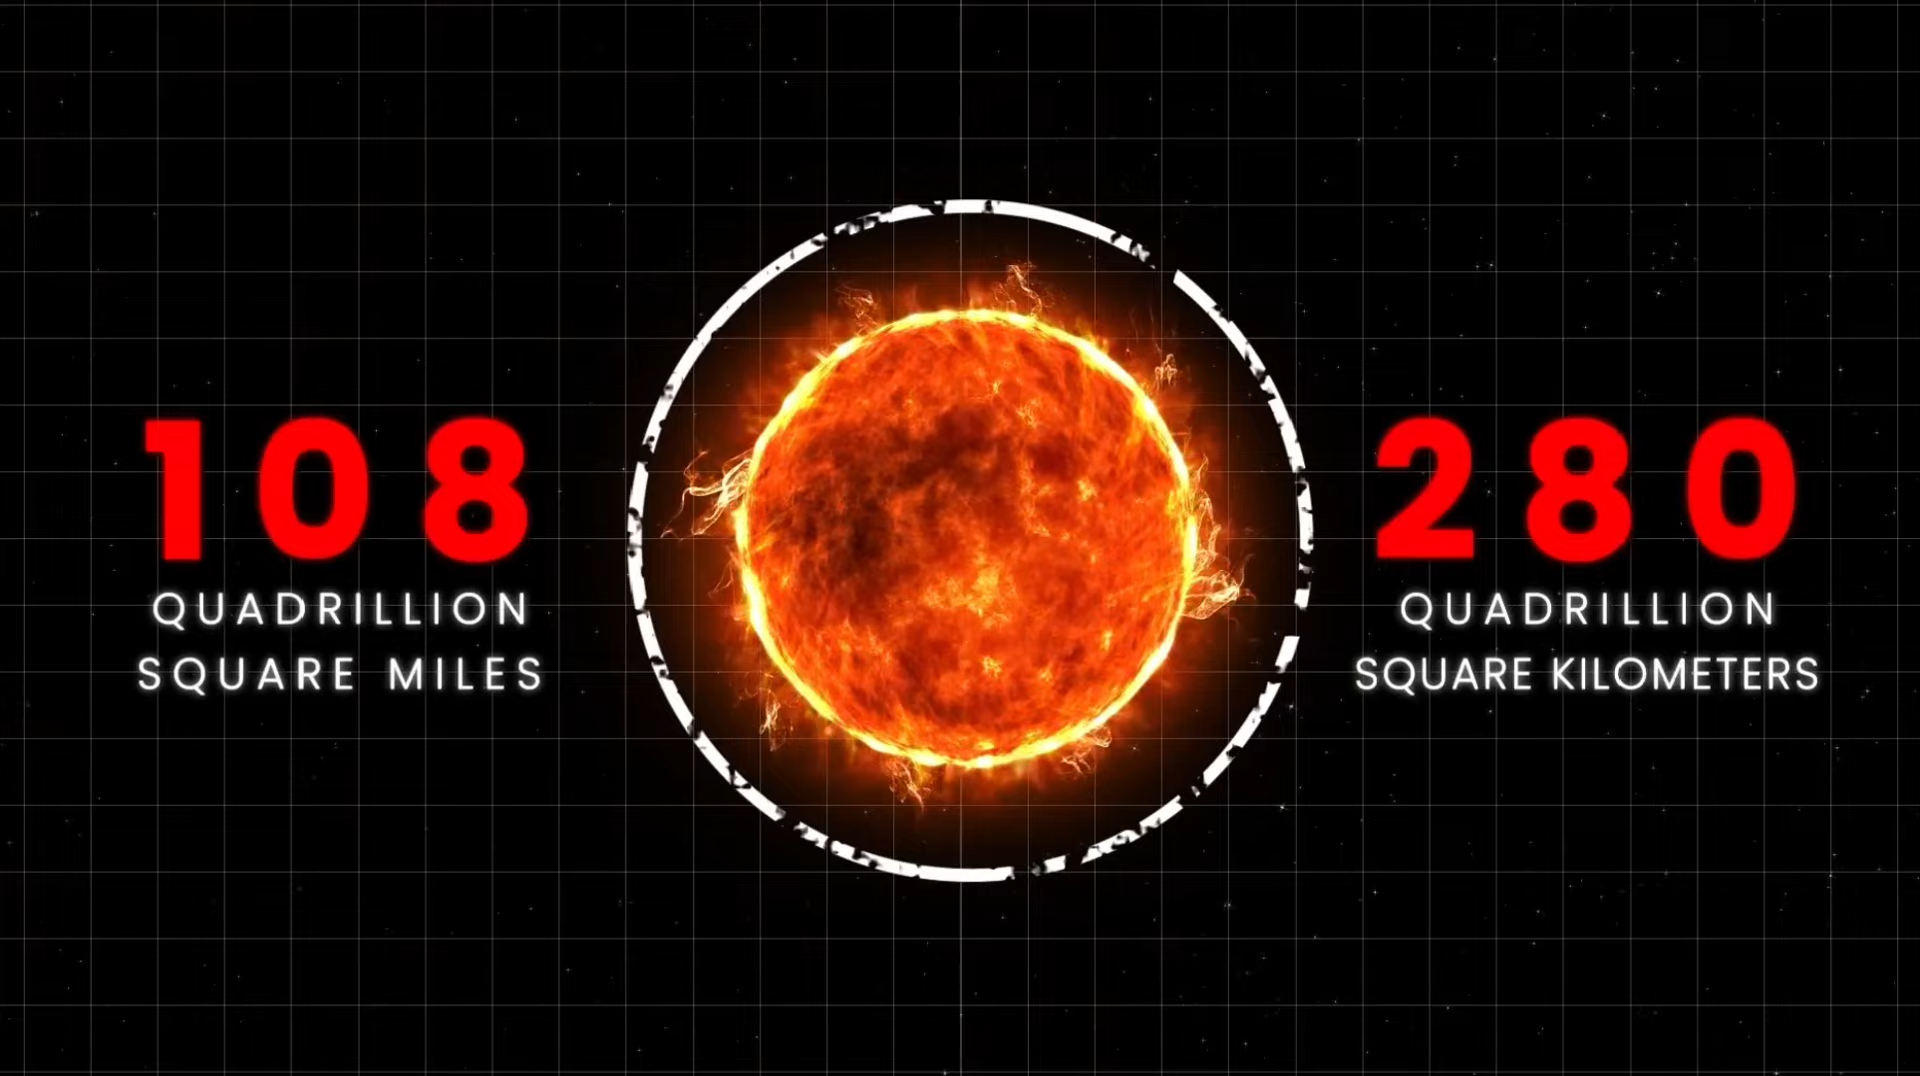 108
QUADRILLION
SQUARE MILES
280
QUADRILLION
SQUARE KILOMETERS